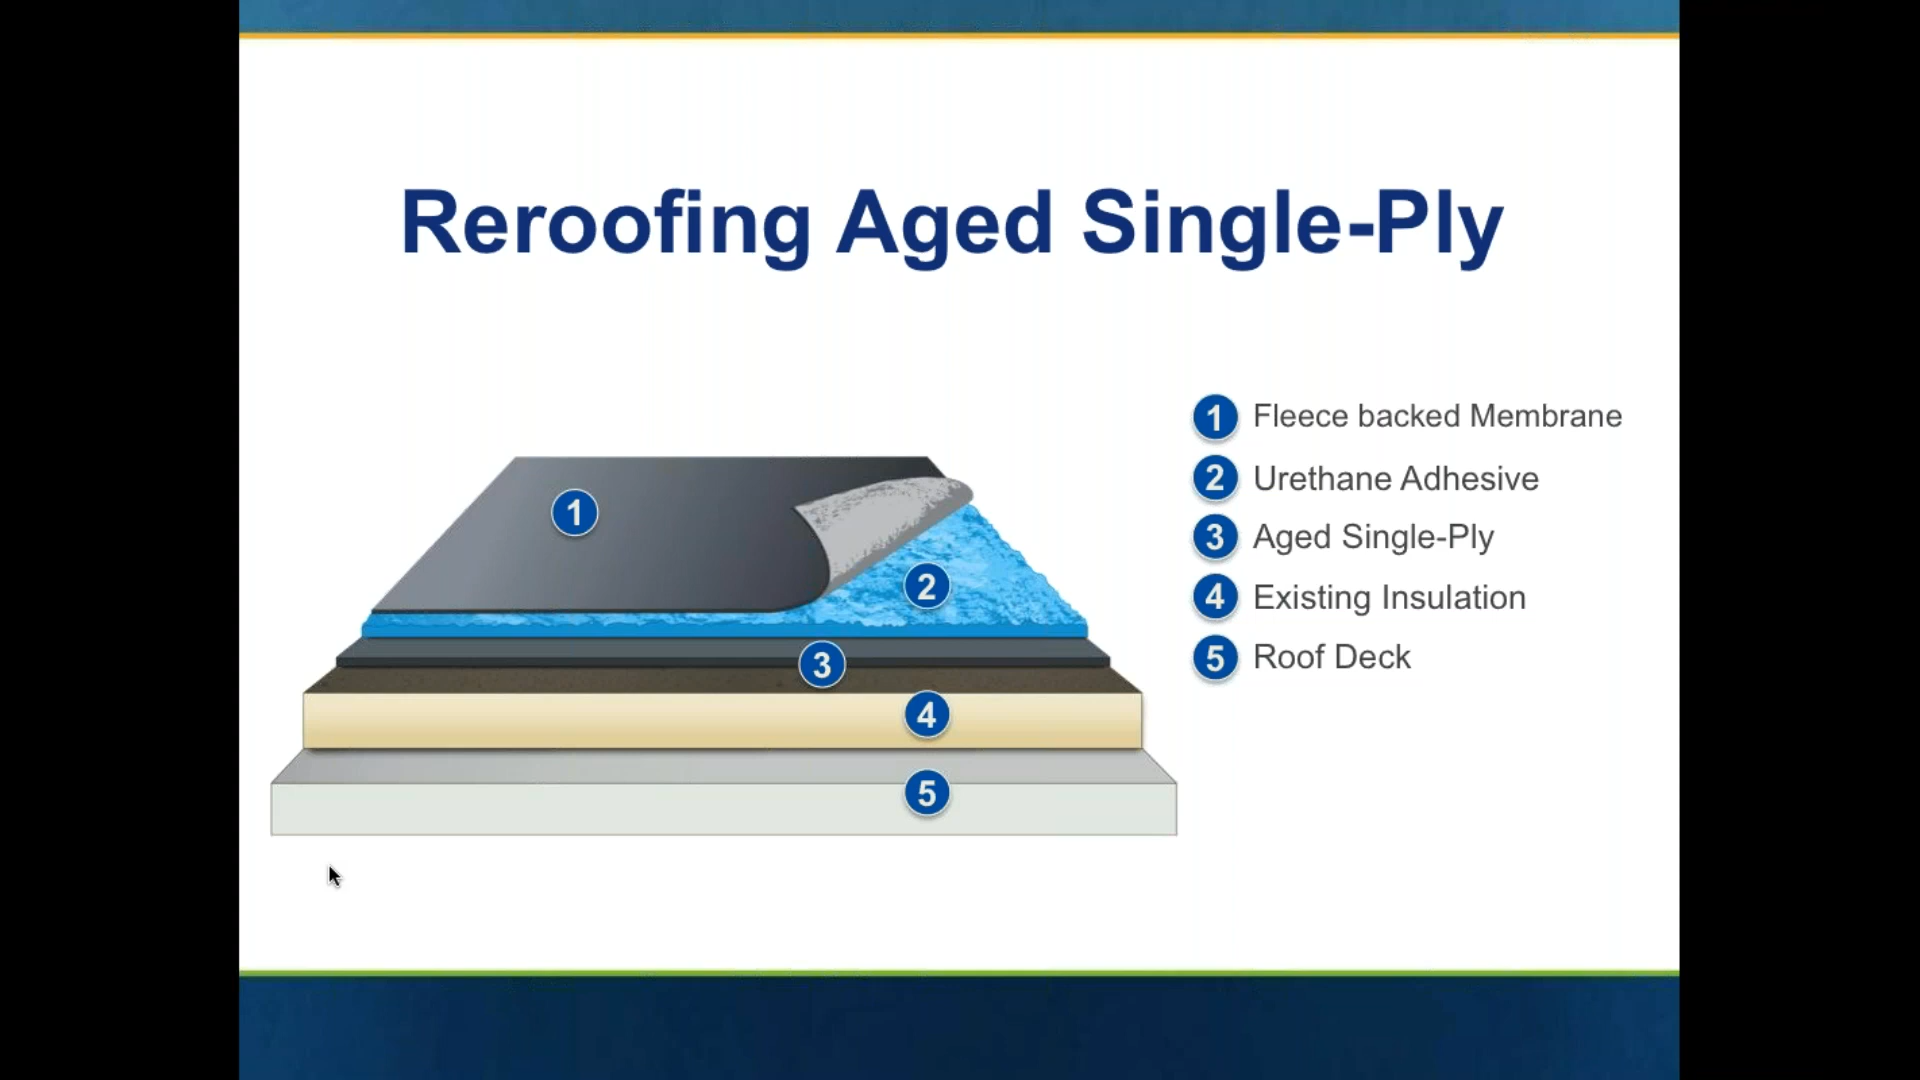 Reroofing Aged Single-Ply
1 Fleece backed Membrane
2 Urethane Adhesive
3 Aged Single-Ply
4 Existing Insulation
5 Roof Deck
1
2
3
4
5